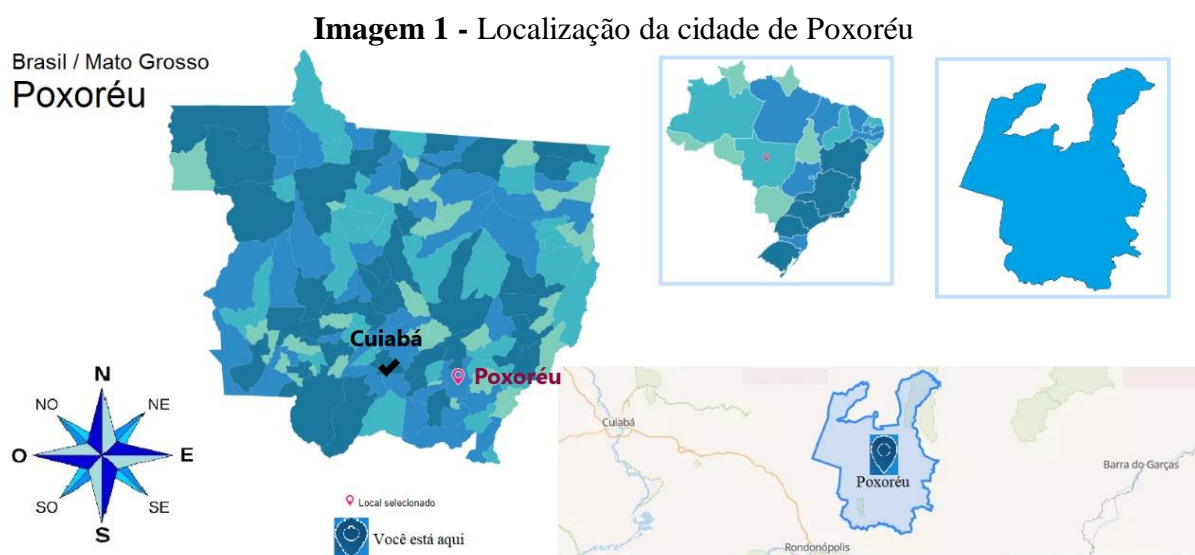 Imagem 1 - Localização da cidade de Poxoréu
Brasil / Mato Grosso
Poxoréu
Cuiabá
Poxoréu
N
NO
NE
O
E
SO
SE
S
Local selecionado
Você está aqui
Cuiabá
Poxoréu
Barra do Garças
Rondonópolis